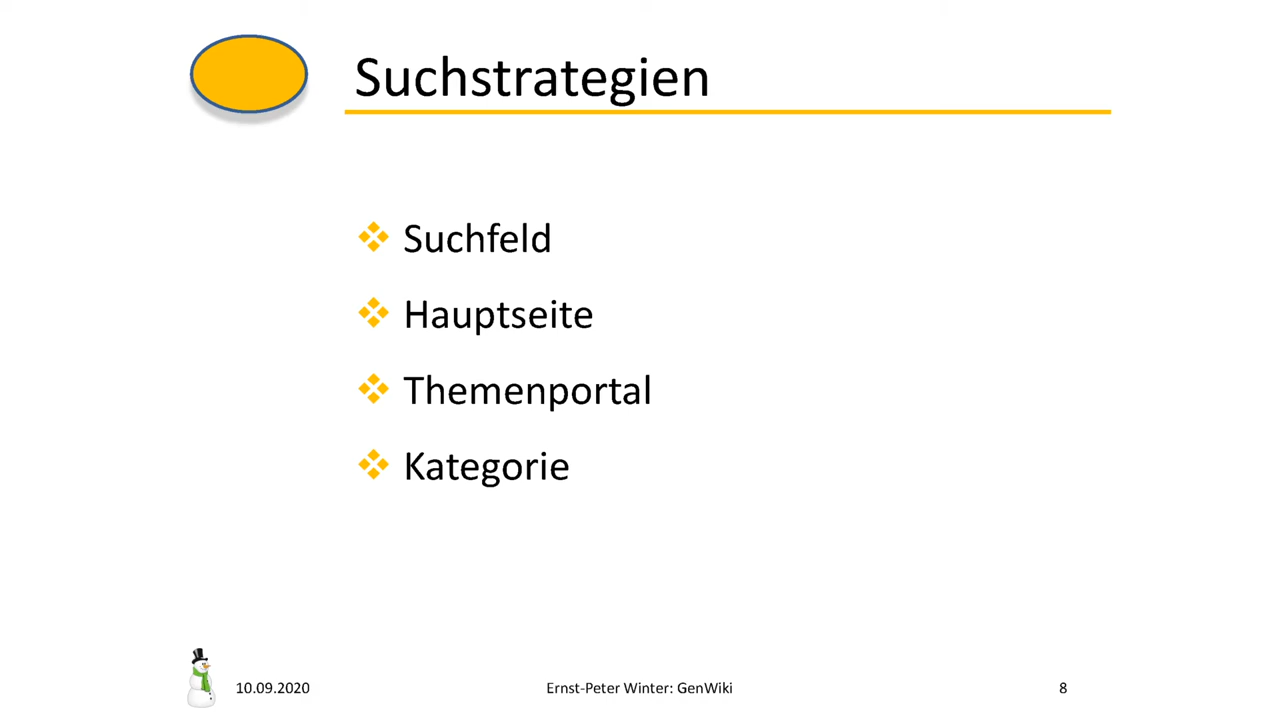 Suchstrategien
Suchfeld
Hauptseite
Themenportal
Kategorie
10.09.2020 Ernst-Peter Winter: GenWiki 8